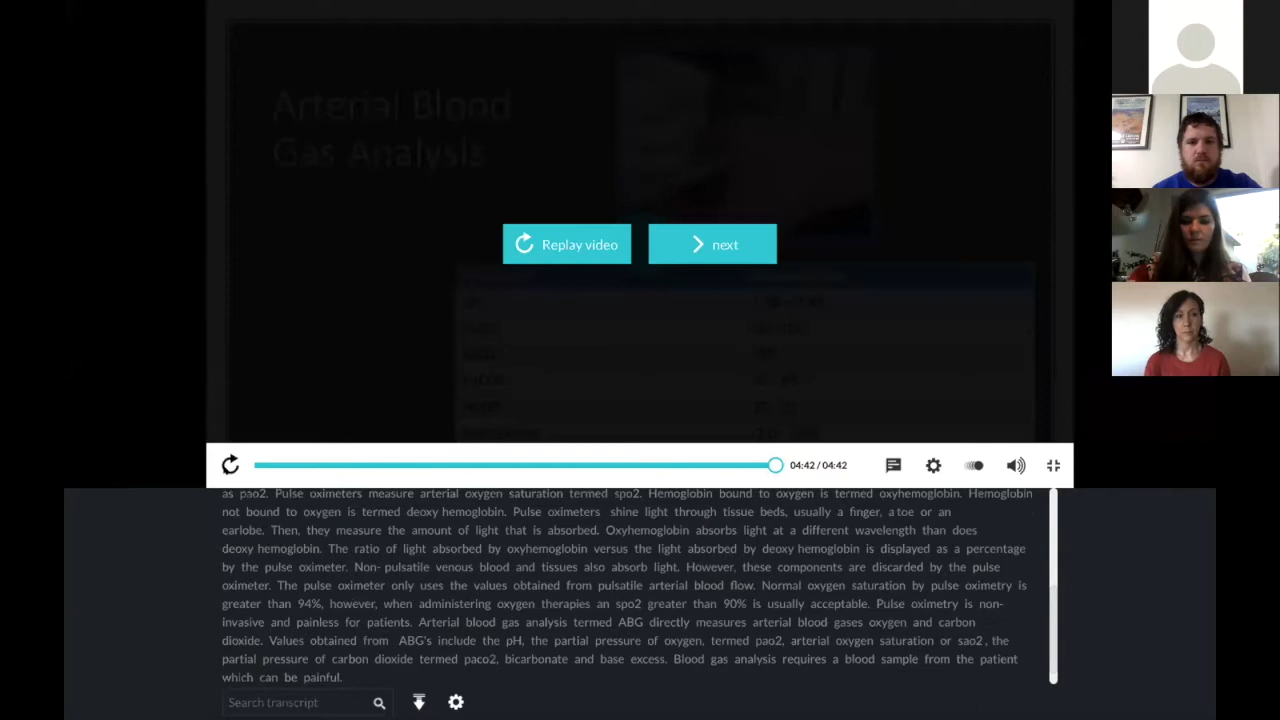 Arterial Blood
Gas Analysis
Replay video
next
04:42 / 04:42
as pao2. Pulse oximeters measure arterial oxygen saturation termed spo2. Hemoglobin bound to oxygen is termed oxyhemoglobin. Hemoglobin
not bound to oxygen is termed deoxy hemoglobin. Pulse oximeters shine light through tissue beds, usually a finger, a toe or an
earlobe. Then, they measure the amount of light that is absorbed. Oxyhemoglobin absorbs light at a different wavelength than does
deoxy hemoglobin. The ratio of light absorbed by oxyhemoglobin versus the light absorbed by deoxy hemoglobin is displayed as a percentage
by the pulse oximeter. Non- pulsatile venous blood and tissues also absorb light. However, these components are discarded by the pulse
oximeter. The pulse oximeter only uses the values obtained from pulsatile arterial blood flow. Normal oxygen saturation by pulse oximetry is
greater than 94%, however, when administering oxygen therapies an spo2 greater than 90% is usually acceptable. Pulse oximetry is non-
invasive and painless for patients. Arterial blood gas analysis termed ABG directly measures arterial blood gases oxygen and carbon
dioxide. Values obtained from ABG's include the pH, the partial pressure of oxygen, termed pao2, arterial oxygen saturation or sao2 , the
partial pressure of carbon dioxide termed paco2, bicarbonate and base excess. Blood gas analysis requires a blood sample from the patient
which can be painful.
Search transcript